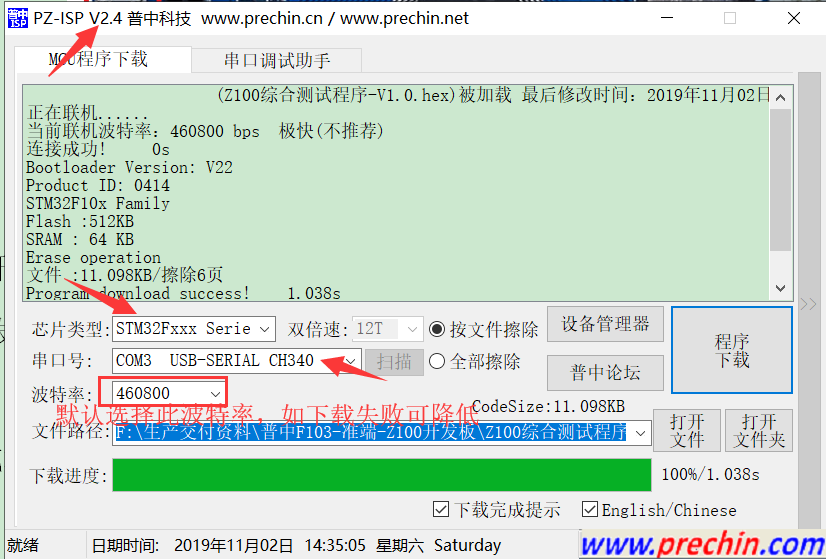 普中
ISP
PZ-ISP V2.4 普中科技 www.prechin.cn / www.prechin.net
MCU程序下载
串口调试助手
(Z100综合测试程序-V1.0.hex)被加载 最后修改时间: 2019年11月02日
正在联机......
当前联机波特率: 460800 bps 极快(不推荐)
连接成功! 0s
Bootloader Version: V22
Product ID: 0414
STM32F10x Family
Flash :512KB
SRAM : 64 KB
Erase operation
文件 :11.098KB/擦除6页
Program download success! 1.038s
芯片类型: STM32Fxxx Serie 双倍速: 12T 按文件擦除 设备管理器
串口号: COM3 USB-SERIAL CH340 扫描 全部擦除
普中论坛
程序
下载
波特率: 460800
默认选择此波特率，如下载失败可降低
CodeSize:11.098KB
文件路径: F:\生产交付资料\普中F103-准端-Z100开发板\Z100综合测试程序
打开
文件
打开
文件夹
下载进度: 100%/1.038s
下载完成提示 English/Chinese
就绪 日期时间: 2019年11月02日 14:35:05 星期六 Saturday
www.prechin.com